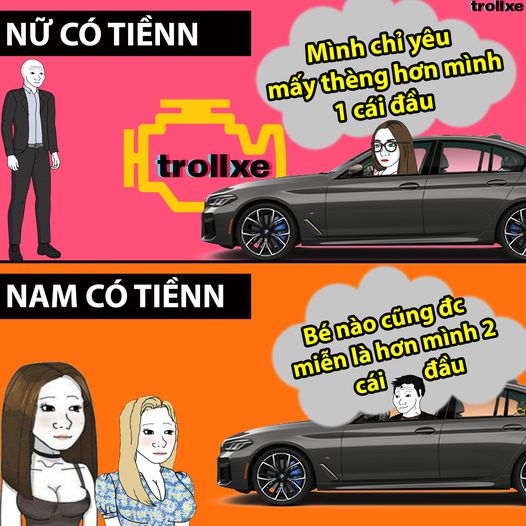 trollxe
NỮ CÓ TIỀNN
Mình chỉ yêu
mấy thèng hơn mình
1 cái đầu
trollxe
NAM CÓ TIỀNN
Bé nào cũng đc
miễn là hơn mình 2
cái đầu